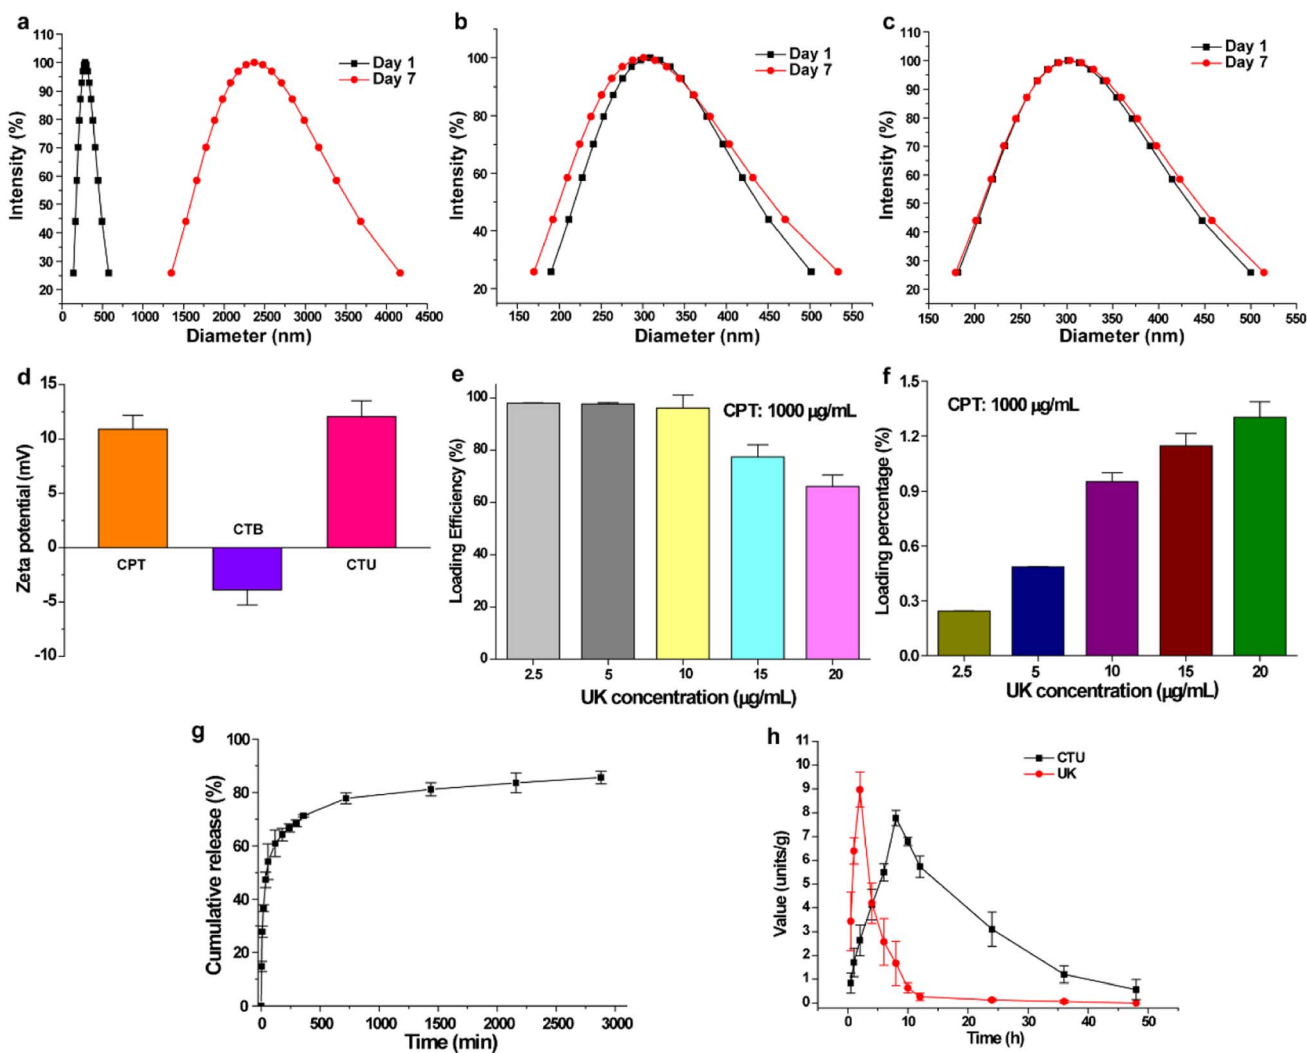 a
Intensity (%)
110
100
90
80
70
60
50
40
30
20
Day 1
Day 7
0 500 1000 1500 2000 2500 3000 3500 4000 4500
Diameter (nm)
b
Intensity (%)
100
80
60
40
20
Day 1
Day 7
150 200 250 300 350 400 450 500 550
Diameter (nm)
c
Intensity (%)
110
100
90
80
70
60
50
40
30
20
Day 1
Day 7
150 200 250 300 350 400 450 500 550
Diameter (nm)
d
Zeta potential (mV)
15
10
5
0
-5
-10
CTB
CPT
CTU
e
Loading Efficiency (%)
100
80
60
40
20
0
CPT: 1000 µg/mL
2.5 5 10 15 20
UK concentration (µg/mL)
f
Loading percentage (%)
1.5
1.2
0.9
0.6
0.3
0.0
CPT: 1000 µg/mL
2.5 5 10 15 20
UK concentration (µg/mL)
g
Cumulative release (%)
100
80
60
40
20
0
0 500 1000 1500 2000 2500 3000
Time (min)
h
Value (units/g)
11
10
9
8
7
6
5
4
3
2
1
0
CTU
UK
0 10 20 30 40 50
Time (h)